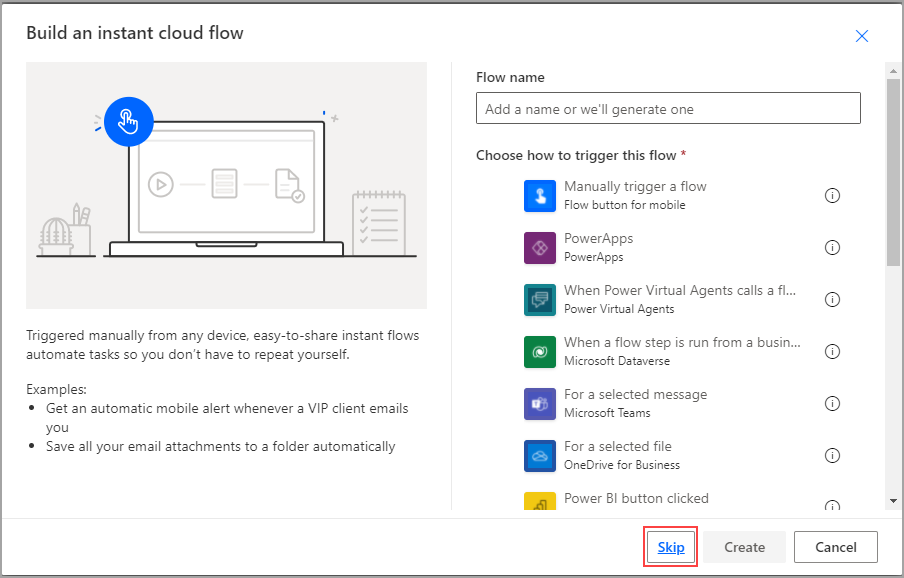 Build an instant cloud flow
Triggered manually from any device, easy-to-share instant flows
automate tasks so you don't have to repeat yourself.
Examples:
• Get an automatic mobile alert whenever a VIP client emails
you
• Save all your email attachments to a folder automatically
Flow name
Add a name or we'll generate one
Choose how to trigger this flow *
Manually trigger a flow
Flow button for mobile
PowerApps
PowerApps
When Power Virtual Agents calls a fl...
Power Virtual Agents
When a flow step is run from a busin...
Microsoft Dataverse
For a selected message
Microsoft Teams
For a selected file
OneDrive for Business
Power BI button clicked
Skip
Create
Cancel